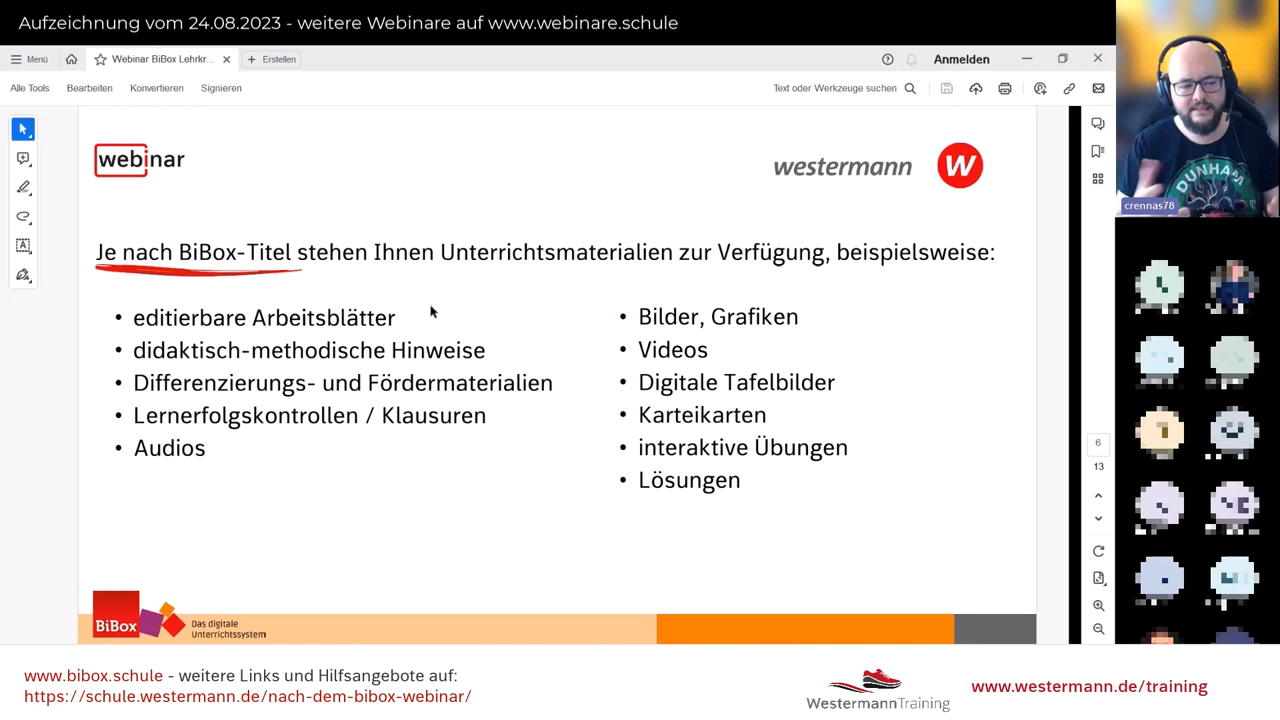 Aufzeichnung vom 24.08.2023 - weitere Webinare auf www.webinare.schule
Menü
Webinar BiBox Lehrkr...
Erstellen
Anmelden
Alle Tools
Bearbeiten
Konvertieren
Signieren
Text oder Werkzeuge suchen
webinar
westermann W
DUNHAM
crennas78
Je nach BiBox-Titel stehen Ihnen Unterrichtsmaterialien zur Verfügung, beispielsweise:
• editierbare Arbeitsblätter
• didaktisch-methodische Hinweise
• Differenzierungs- und Fördermaterialien
• Lernerfolgskontrollen / Klausuren
• Audios
• Bilder, Grafiken
• Videos
• Digitale Tafelbilder
• Karteikarten
• interaktive Übungen
• Lösungen
6
13
BiBox
Das digitale
Unterrichtssystem
www.bibox.schule - weitere Links und Hilfsangebote auf:
https://schule.westermann.de/nach-dem-bibox-webinar/
WestermannTraining
www.westermann.de/training